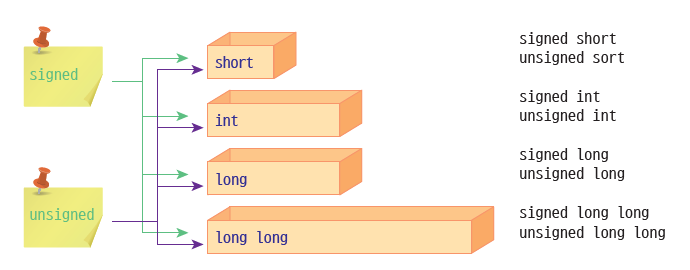 signed
short
signed short
unsigned sort
int
signed int
unsigned int
long
signed long
unsigned long
unsigned
long long
signed long long
unsigned long long